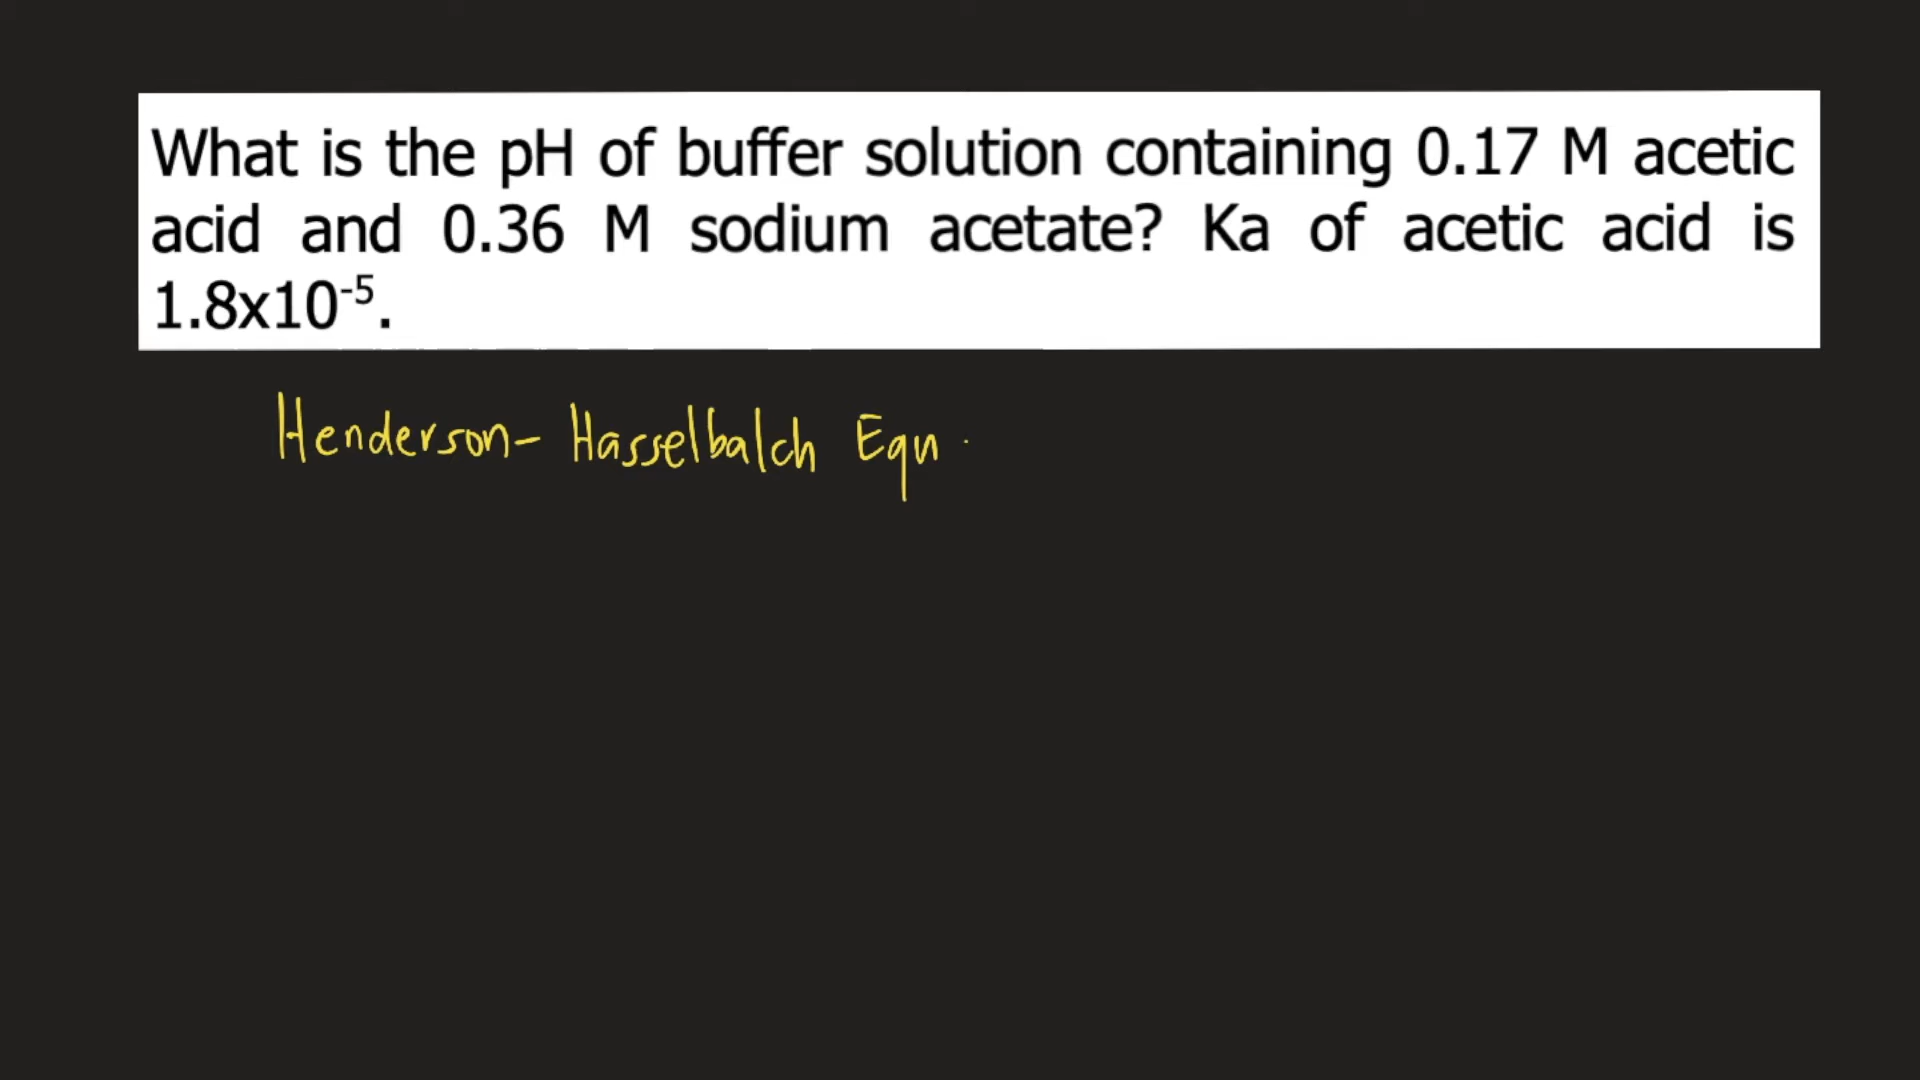 What is the pH of buffer solution containing 0.17 M acetic
acid and 0.36 M sodium acetate? Ka of acetic acid is
1.8x10⁻⁵.
Henderson- Hasselbalch Eqn .